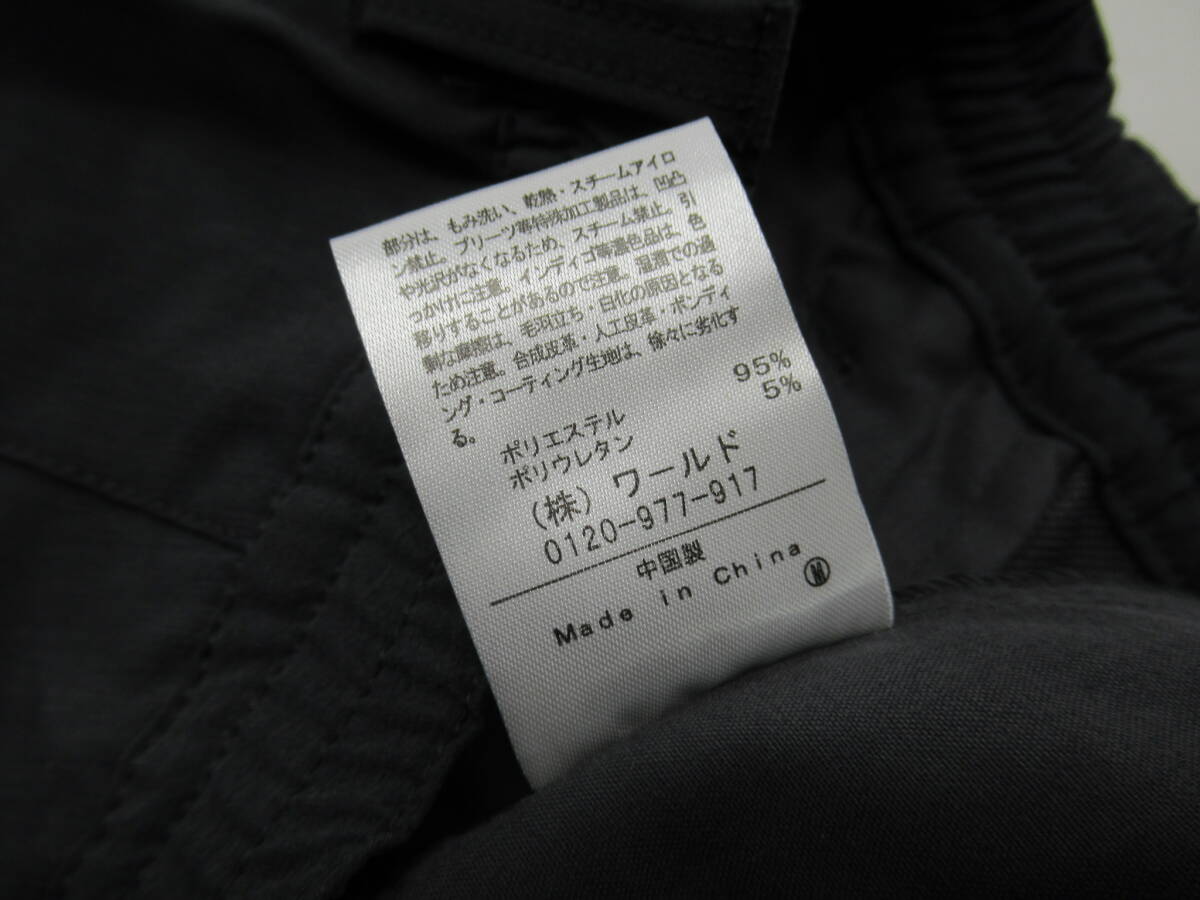 部分は、もみ洗い、乾熱・スチームアイロ
ン禁止。プリーツ等特殊加工製品は、凹凸
や光沢がなくなるため、スチーム禁止。引
っかけに注意。インディゴ等濃色品は、色
移りすることがあるので注意。湿潤での過
剰な摩擦は、毛羽立ち・白化の原因となる
ため注意。合成皮革・人工皮革・ボンディ
ング・コーティング生地は、徐々に劣化す
る。
ポリエステル 95%
ポリウレタン 5%
(株) ワールド
0120-977-917
中国製
Made in China Ⓜ